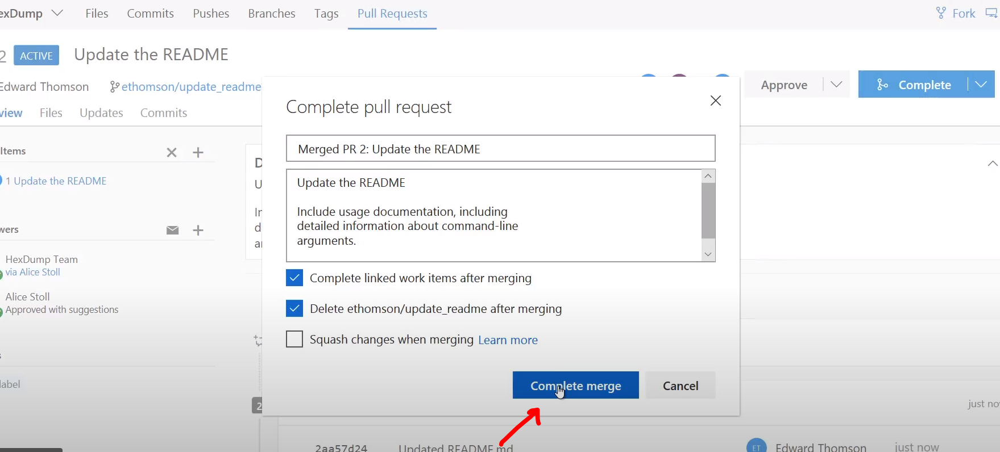 exDump Files Commits Pushes Branches Tags Pull Requests Fork
2 ACTIVE Update the README
Edward Thomson ethomson/update_readme
Approve Complete
view Files Updates Commits
Complete pull request
Merged PR 2: Update the README
Items
1 Update the README
Update the README
Include usage documentation, including
detailed information about command-line
arguments.
wers
HexDump Team
via Alice Stoll
Alice Stoll
Approved with suggestions
Complete linked work items after merging
Delete ethomson/update_readme after merging
Squash changes when merging Learn more
label
Complete merge Cancel
2
just no
2aa57d24 Updated README.md ET Edward Thomson just now